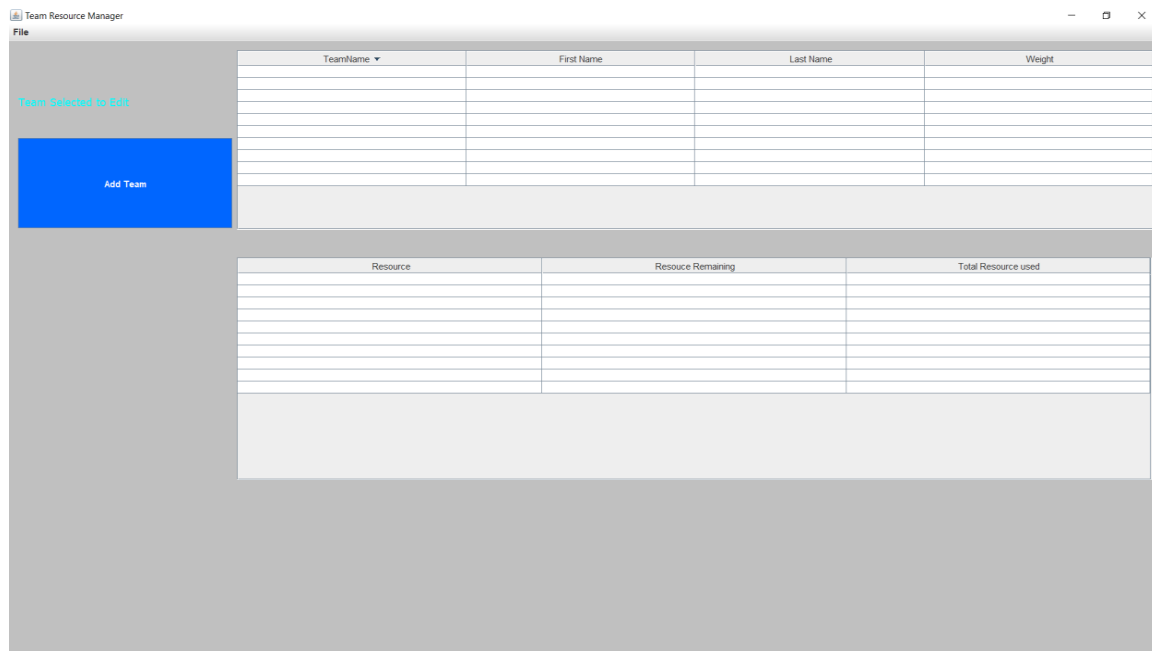 Team Resource Manager
File
TeamName First Name Last Name Weight
Team Selected to Edit
Add Team
Resource Resouce Remaining Total Resource used